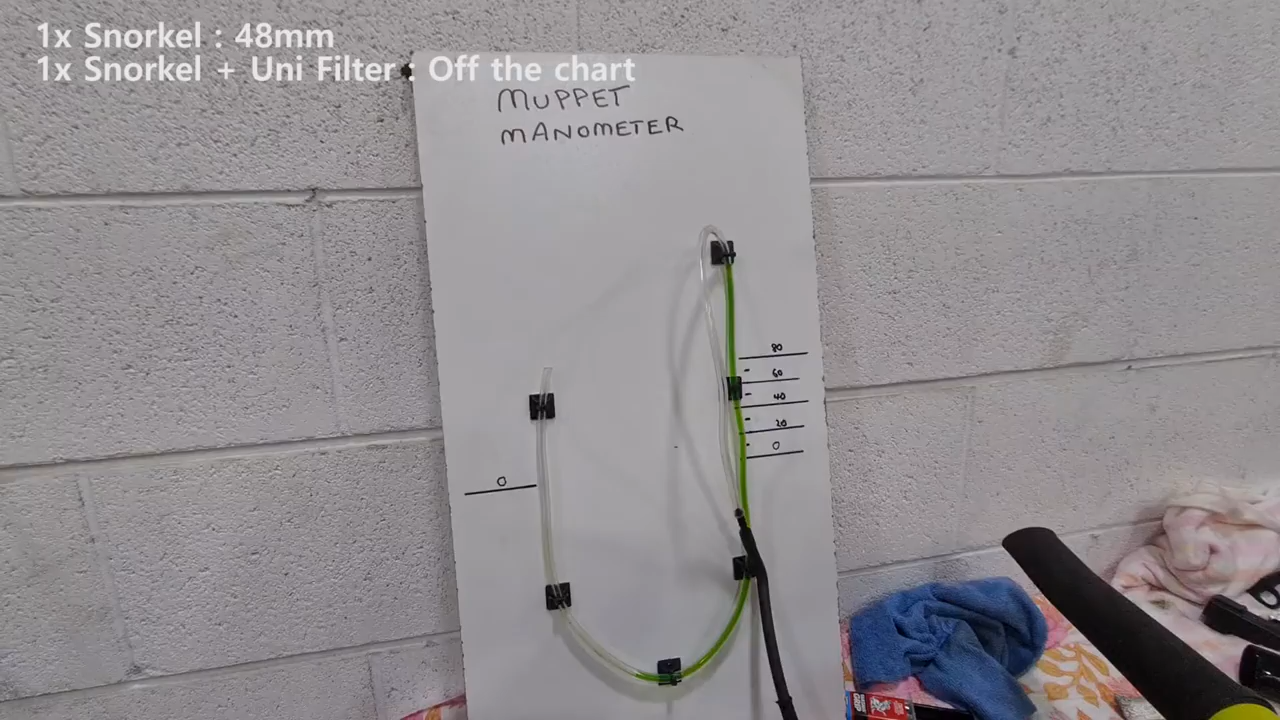 1x Snorkel : 48mm
1x Snorkel + Uni Filter : Off the chart
MUPPET
MANOMETER
80
60
40
20
0
0